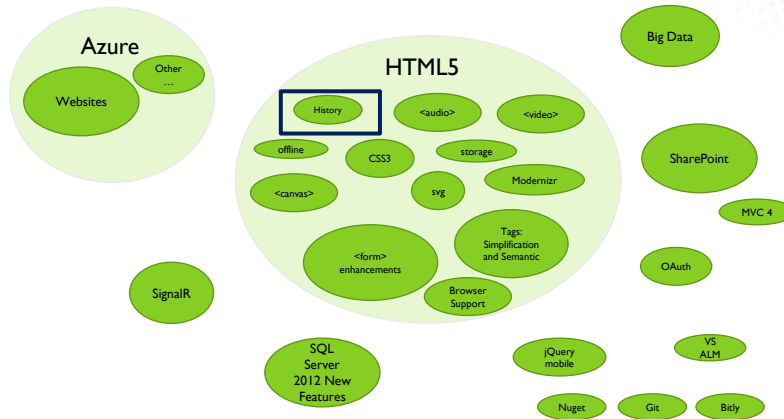 Azure
Other
…
Websites
HTML5
History
<audio>
<video>
offline
CSS3
storage
<canvas>
svg
Modernizr
Tags:
Simplification
and Semantic
<form>
enhancements
Browser
Support
Big Data
SharePoint
MVC 4
OAuth
SignalR
SQL
Server
2012 New
Features
jQuery
mobile
VS
ALM
Nuget
Git
Bitly